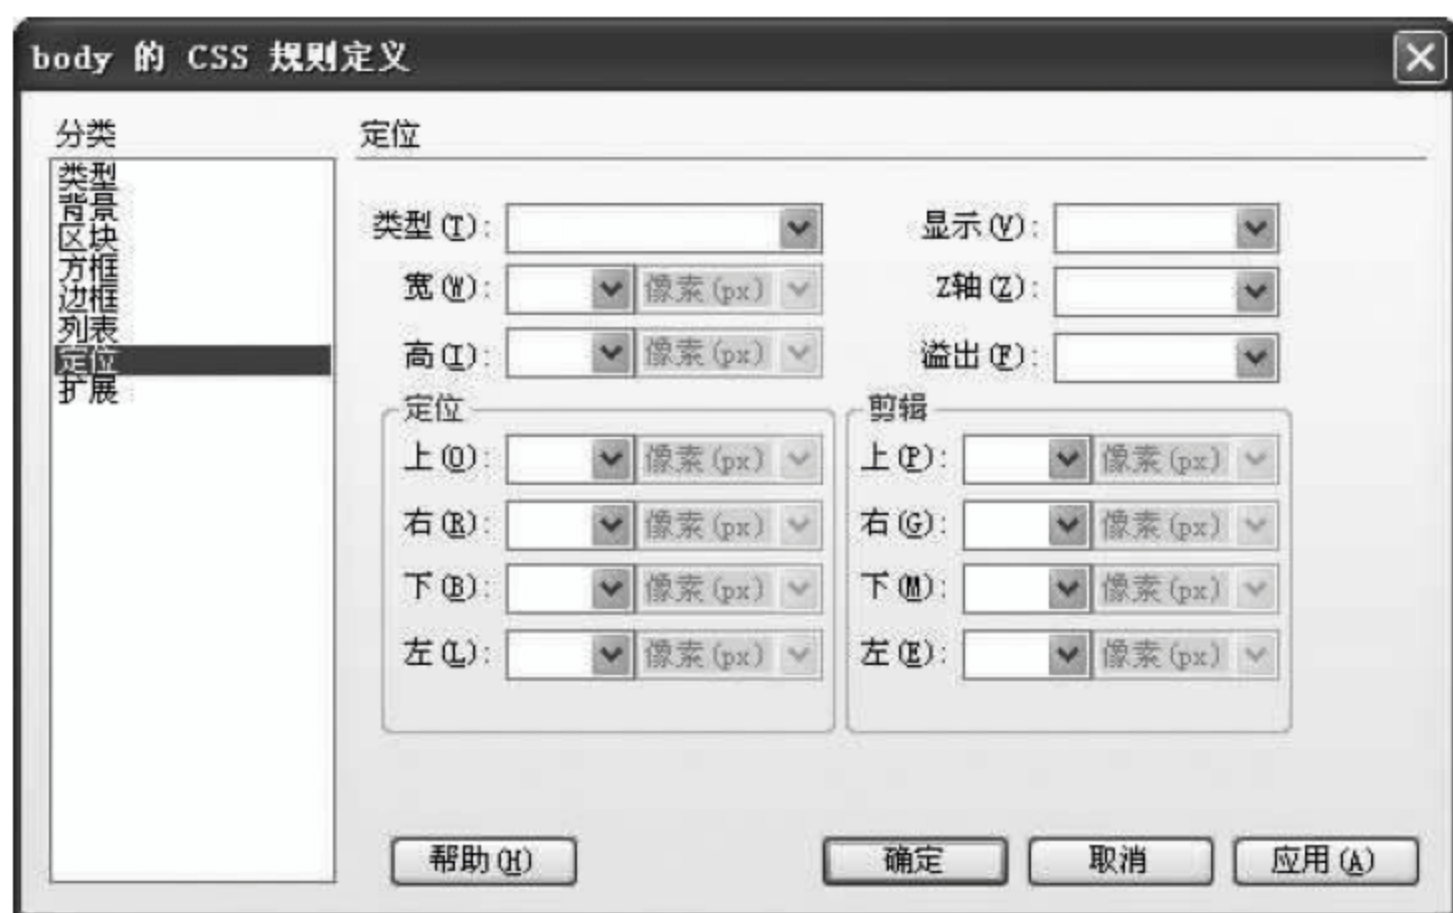 body 的 CSS 规则定义
分类
类型
背景
区块
方框
边框
列表
定位
扩展
定位
类型(T): 显示(V):
宽(W): 像素(px) Z轴(Z):
高(I): 像素(px) 溢出(F):
定位 剪辑
上(O): 像素(px) 上(P): 像素(px)
右(R): 像素(px) 右(G): 像素(px)
下(B): 像素(px) 下(M): 像素(px)
左(L): 像素(px) 左(E): 像素(px)
帮助(H) 确定 取消 应用(A)